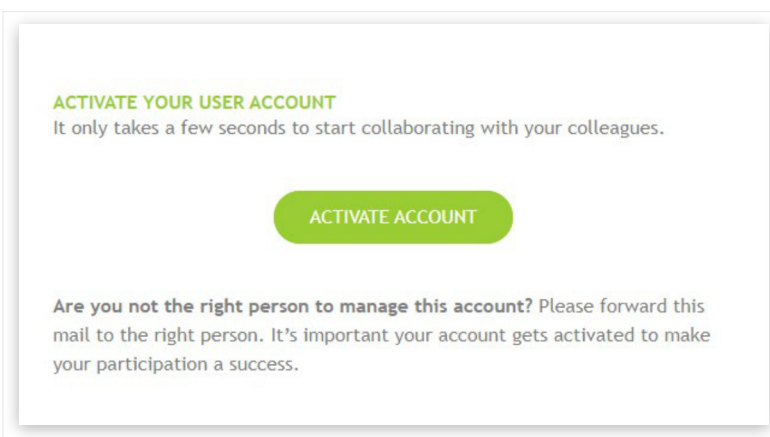 ACTIVATE YOUR USER ACCOUNT
It only takes a few seconds to start collaborating with your colleagues.
ACTIVATE ACCOUNT
Are you not the right person to manage this account? Please forward this
mail to the right person. It’s important your account gets activated to make
your participation a success.